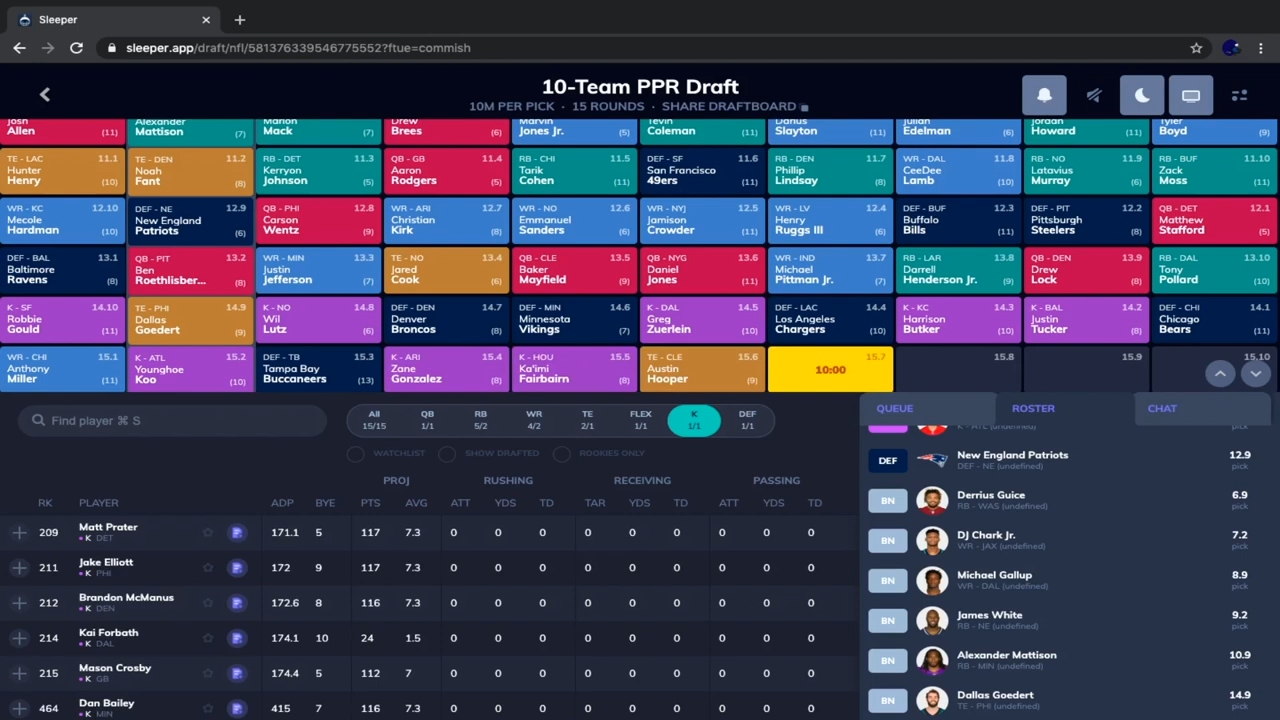 Sleeper
sleeper.app/draft/nfl/581376339546775552?ftue=commish
10-Team PPR Draft
10M PER PICK · 15 ROUNDS · SHARE DRAFTBOARD
Josh Alexander Marlon Drew Marvin Tevin Darius Julian Jordan Tyler
Allen (11) Mattison (7) Mack (7) Brees (6) Jones Jr. (5) Coleman (11) Slayton (11) Edelman (6) Howard (11) Boyd (9)
TE - LAC 11.1 TE - DEN 11.2 RB - DET 11.3 QB - GB 11.4 RB - CHI 11.5 DEF - SF 11.6 RB - DEN 11.7 WR - DAL 11.8 RB - NO 11.9 RB - BUF 11.10
Hunter Noah Kerryon Aaron Tarik San Francisco Phillip CeeDee Latavius Zack
Henry (10) Fant (8) Johnson (5) Rodgers (5) Cohen (11) 49ers (11) Lindsay (8) Lamb (10) Murray (6) Moss (11)
WR - KC 12.10 DEF - NE 12.9 QB - PHI 12.8 WR - ARI 12.7 WR - NO 12.6 WR - NYJ 12.5 WR - LV 12.4 DEF - BUF 12.3 DEF - PIT 12.2 QB - DET 12.1
Mecole New England Carson Christian Emmanuel Jamison Henry Buffalo Pittsburgh Matthew
Hardman (10) Patriots (6) Wentz (9) Kirk (8) Sanders (6) Crowder (11) Ruggs III (6) Bills (11) Steelers (8) Stafford (5)
DEF - BAL 13.1 QB - PIT 13.2 WR - MIN 13.3 TE - NO 13.4 QB - CLE 13.5 QB - NYG 13.6 WR - IND 13.7 RB - LAR 13.8 QB - DEN 13.9 RB - DAL 13.10
Baltimore Ben Justin Jared Baker Daniel Michael Darrell Drew Tony
Ravens (8) Roethlisber... (8) Jefferson (7) Cook (6) Mayfield (9) Jones (11) Pittman Jr. (7) Henderson Jr. (9) Lock (8) Pollard (10)
K - SF 14.10 TE - PHI 14.9 K - NO 14.8 DEF - DEN 14.7 DEF - MIN 14.6 K - DAL 14.5 DEF - LAC 14.4 K - KC 14.3 K - BAL 14.2 DEF - CHI 14.1
Robbie Dallas Wil Denver Minnesota Greg Los Angeles Harrison Justin Chicago
Gould (11) Goedert (9) Lutz (6) Broncos (8) Vikings (7) Zuerlein (10) Chargers (10) Butker (10) Tucker (8) Bears (11)
WR - CHI 15.1 K - ATL 15.2 DEF - TB 15.3 K - ARI 15.4 K - HOU 15.5 TE - CLE 15.6 15.7 15.8 15.9 15.10
Anthony Younghoe Tampa Bay Zane Ka'imi Austin 10:00
Miller (11) Koo (10) Buccaneers (13) Gonzalez (8) Fairbairn (8) Hooper (9)
Find player ⌘ S
All QB RB WR TE FLEX K DEF
15/15 1/1 5/2 4/2 2/1 1/1 1/1 1/1
WATCHLIST SHOW DRAFTED ROOKIES ONLY
PROJ RUSHING RECEIVING PASSING
RK PLAYER ADP BYE PTS AVG ATT YDS TD TAR YDS TD ATT YDS TD
209 Matt Prater 171.1 5 117 7.3 0 0 0 0 0 0 0 0 0
K DET
211 Jake Elliott 172 9 117 7.3 0 0 0 0 0 0 0 0 0
K PHI
212 Brandon McManus 172.6 8 116 7.3 0 0 0 0 0 0 0 0 0
K DEN
214 Kai Forbath 174.1 10 24 1.5 0 0 0 0 0 0 0 0 0
K DAL
215 Mason Crosby 174.4 5 112 7 0 0 0 0 0 0 0 0 0
K GB
464 Dan Bailey 415 7 116 7.3 0 0 0 0 0 0 0 0 0
K MIN
QUEUE ROSTER CHAT
K - ATL (undefined) pick
DEF New England Patriots 12.9
DEF - NE (undefined) pick
BN Derrius Guice 6.9
RB - WAS (undefined) pick
BN DJ Chark Jr. 7.2
WR - JAX (undefined) pick
BN Michael Gallup 8.9
WR - DAL (undefined) pick
BN James White 9.2
RB - NE (undefined) pick
BN Alexander Mattison 10.9
RB - MIN (undefined) pick
BN Dallas Goedert 14.9
TE - PHI (undefined) pick